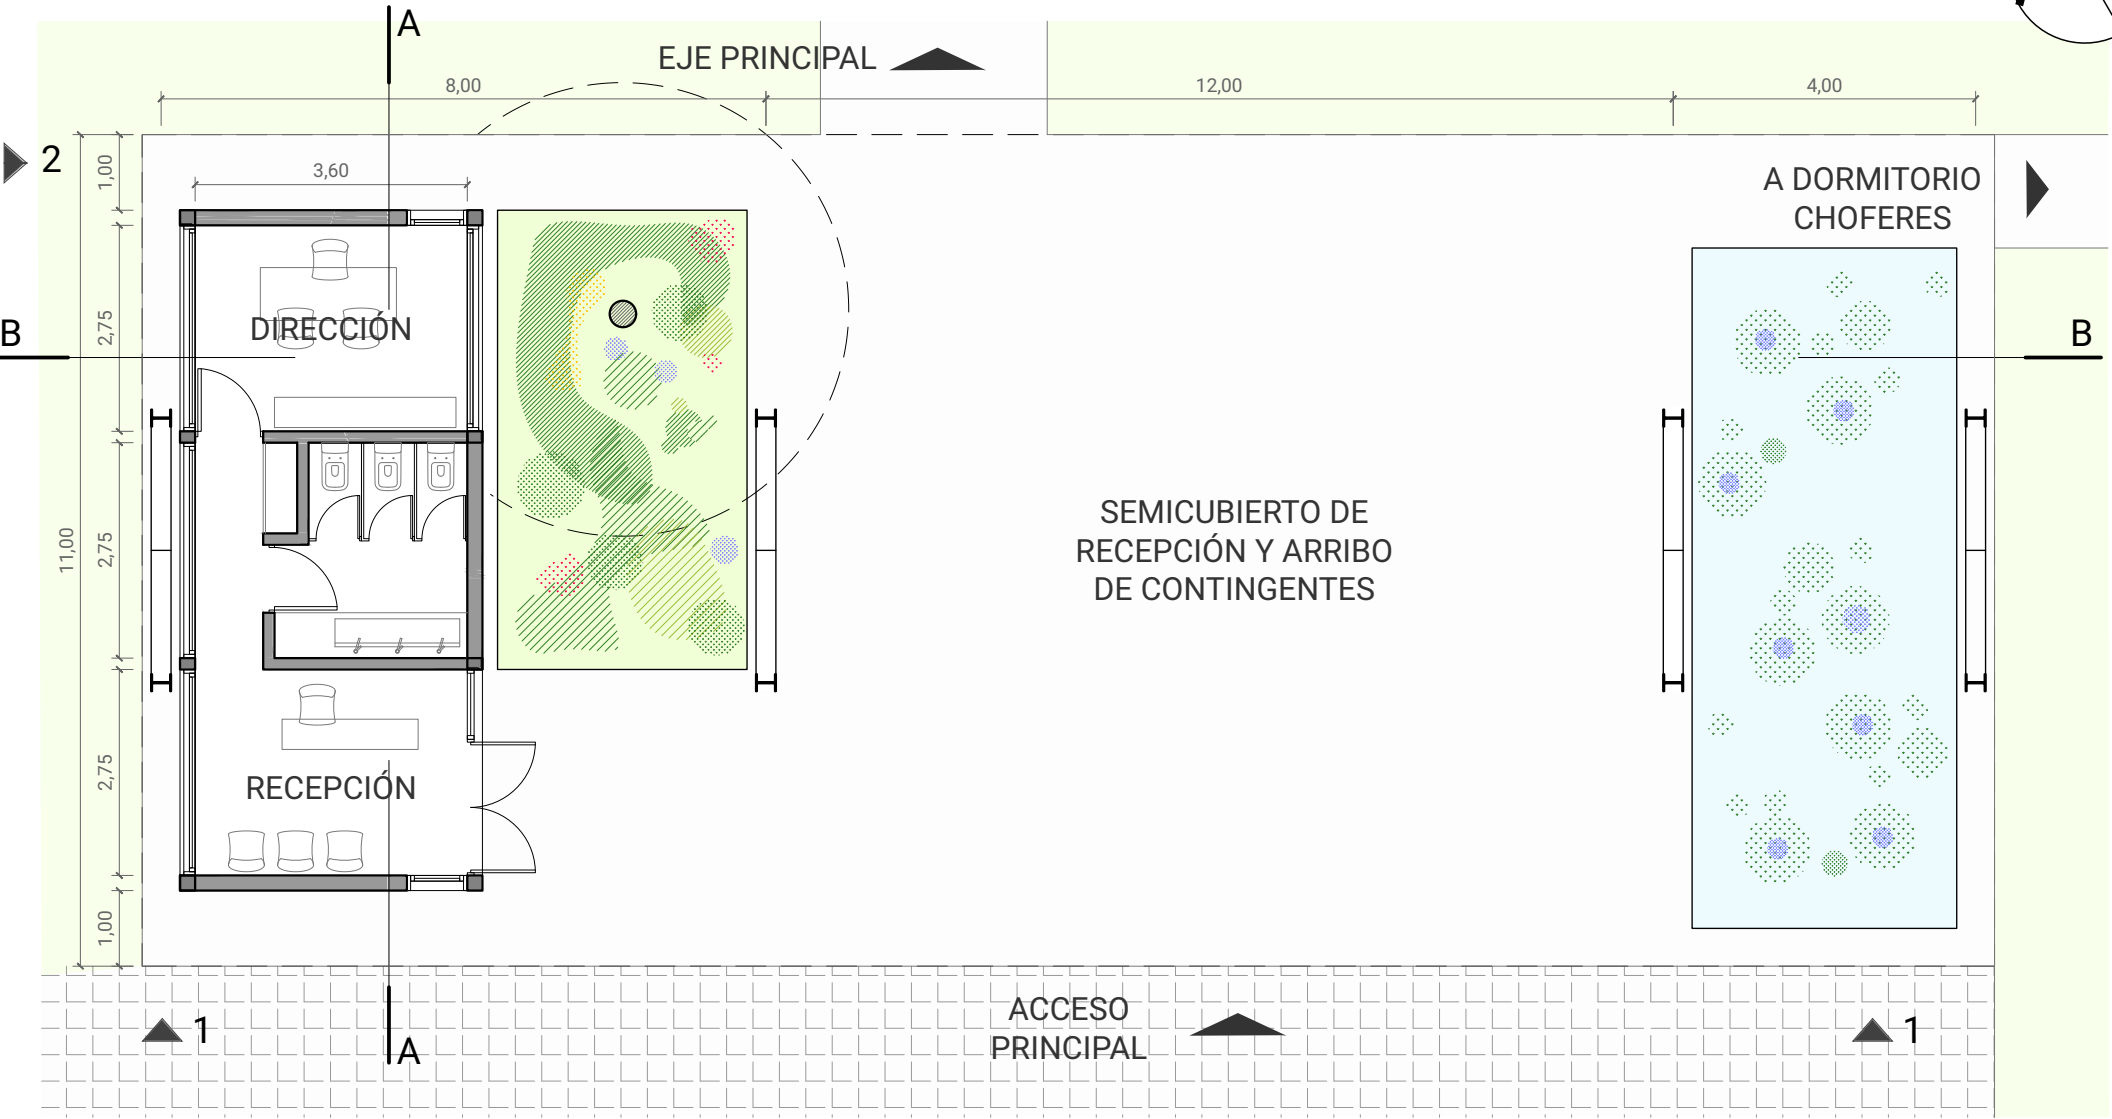 A
EJE PRINCIPAL
8,00
12,00
4,00
2
1,00
3,60
A DORMITORIO
CHOFERES
2,75
DIRECCIÓN
B
B
11,00
2,75
SEMICUBIERTO DE
RECEPCIÓN Y ARRIBO
DE CONTINGENTES
2,75
RECEPCIÓN
1,00
ACCESO
PRINCIPAL
1
A
1